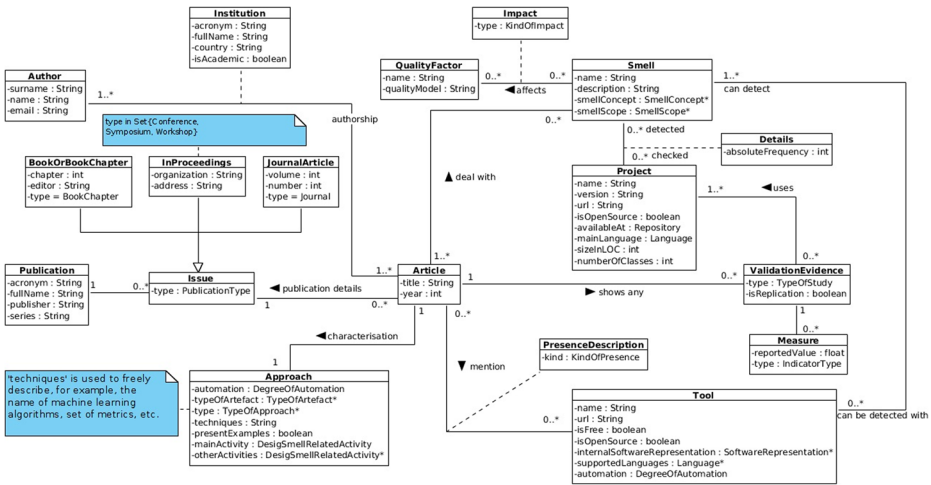 Institution
-acronym : String
-fullName : String
-country : String
-isAcademic : boolean
Impact
-type : KindOfImpact
Author
-surname : String
-name : String
-email : String
1..*
QualityFactor
-name : String
-qualityModel : String
0..*
0..*
affects
Smell
-name : String
-description : String
-smellConcept : SmellConcept*
-smellScope : SmellScope*
1..*
can detect
type in Set{Conference,
Symposium, Workshop}
authorship
0..*
0..* detected
0..* checked
Details
-absoluteFrequency : int
BookOrBookChapter
-chapter : int
-editor : String
-type = BookChapter
InProceedings
-organization : String
-address : String
JournalArticle
-volume : int
-number : int
-type = Journal
deal with
Project
-name : String
-version : String
-url : String
-isOpenSource : boolean
-availableAt : Repository
-mainLanguage : Language
-sizeInLOC : int
-numberOfClasses : int
1..*
uses
0..*
Publication
-acronym : String
-fullName : String
-publisher : String
-series : String
1
0..*
Issue
-type : PublicationType
1
publication details
0..*
1..*
1..*
Article
-title : String
-year : int
1
shows any
0..*
ValidationEvidence
-type : TypeOfStudy
-isReplication : boolean
1
0..*
Measure
-reportedValue : float
-type : IndicatorType
1
characterisation
1
0..*
mention
PresenceDescription
-kind : KindOfPresence
'techniques' is used to freely
describe, for example, the
name of machine learning
algorithms, set of metrics, etc.
Approach
-automation : DegreeOfAutomation
-typeOfArtefact : TypeOfArtefact*
-type : TypeOfApproach*
-techniques : String
-presentExamples : boolean
-mainActivity : DesigSmellRelatedActivity
-otherActivities : DesigSmellRelatedActivity*
0..*
Tool
-name : String
-url : String
-isFree : boolean
-isOpenSource : boolean
-internalSoftwareRepresentation : SoftwareRepresentation*
-supportedLanguages : Language*
-automation : DegreeOfAutomation
0..*
can be detected with